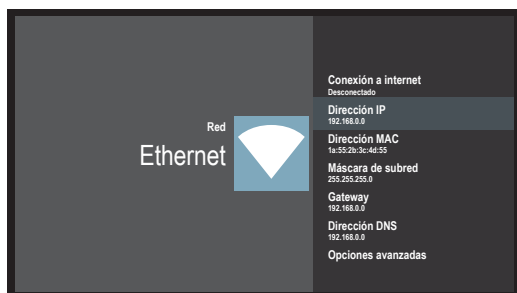 Red
Ethernet
Conexión a internet
Desconectado
Dirección IP
192.168.0.0
Dirección MAC
1a:55:2b:3c:4d:55
Máscara de subred
255.255.255.0
Gateway
192.168.0.0
Dirección DNS
192.168.0.0
Opciones avanzadas